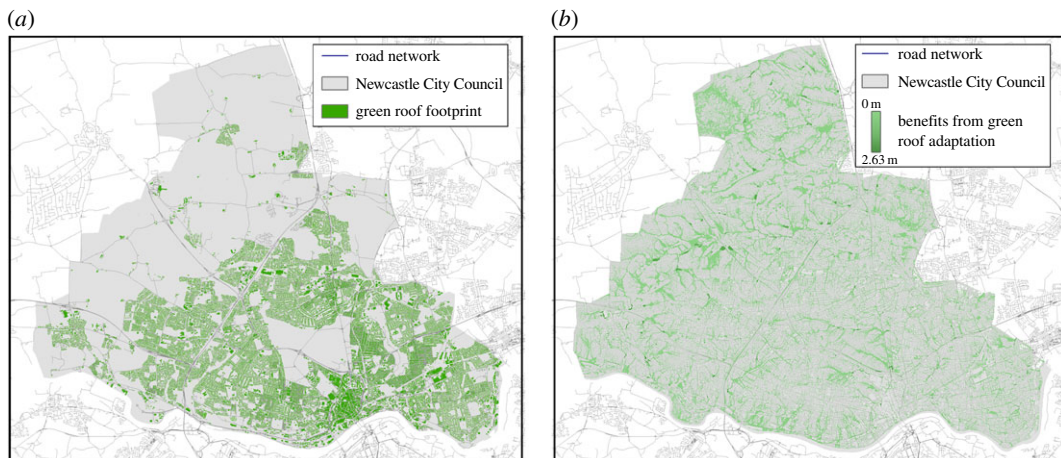 (a)
road network
Newcastle City Council
green roof footprint
(b)
road network
Newcastle City Council
0 m
benefits from green
roof adaptation
2.63 m